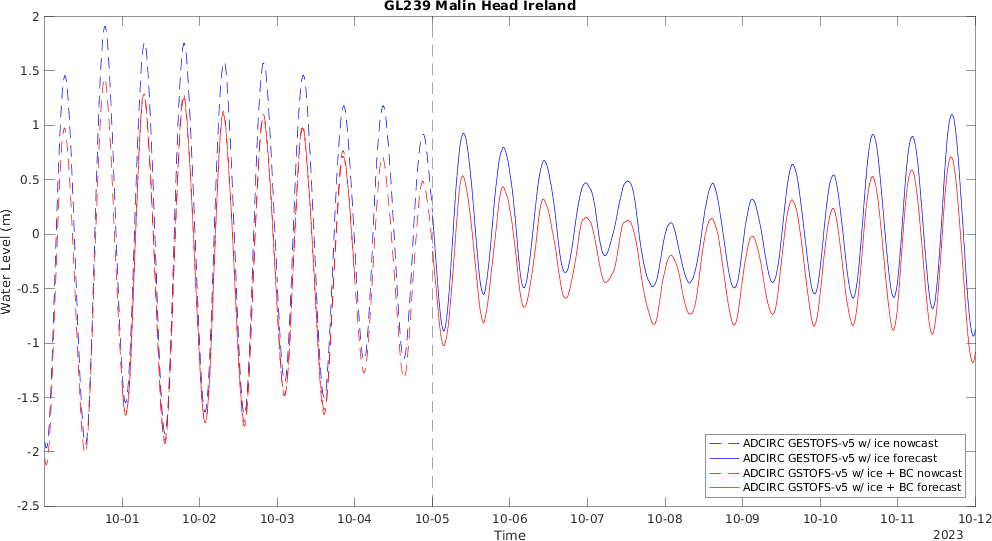 GL239 Malin Head Ireland
2
1.5
1
0.5
0
-0.5
-1
-1.5
-2
-2.5
Water Level (m)
ADCIRC GESTOFS-v5 w/ ice nowcast
ADCIRC GESTOFS-v5 w/ ice forecast
ADCIRC GSTOFS-v5 w/ ice + BC nowcast
ADCIRC GSTOFS-v5 w/ ice + BC forecast
10-01 10-02 10-03 10-04 10-05 10-06 10-07 10-08 10-09 10-10 10-11 10-12
Time
2023